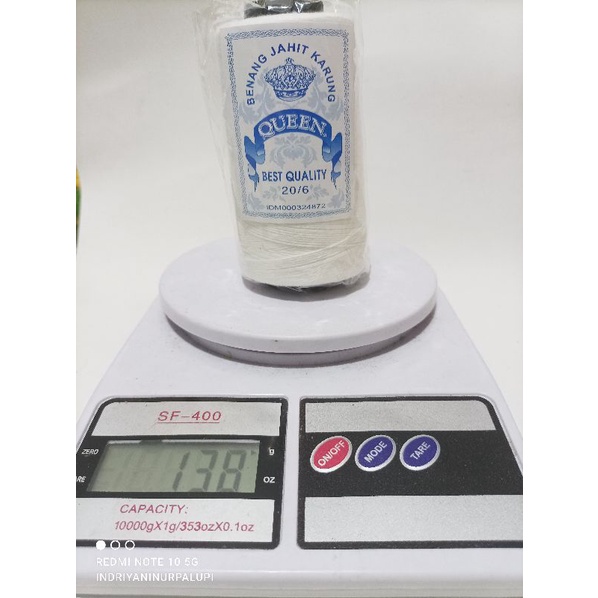 BENANG JAHIT KARUNG
QUEEN
BEST QUALITY
20/6
IDM000324872
SF-400
ZERO
138
g
OZ
CAPACITY:
10000gX1g/353ozX0.1oz
ON/OFF
MODE
TARE
REDMI NOTE 10 5G
INDRIYANINURPALUPI